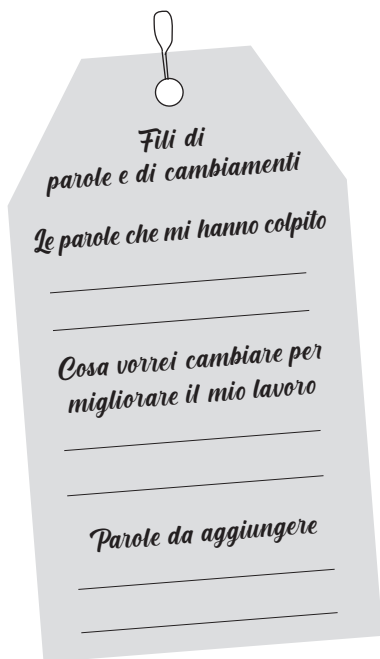 Fili di
parole e di cambiamenti
Le parole che mi hanno colpito
Cosa vorrei cambiare per
migliorare il mio lavoro
Parole da aggiungere